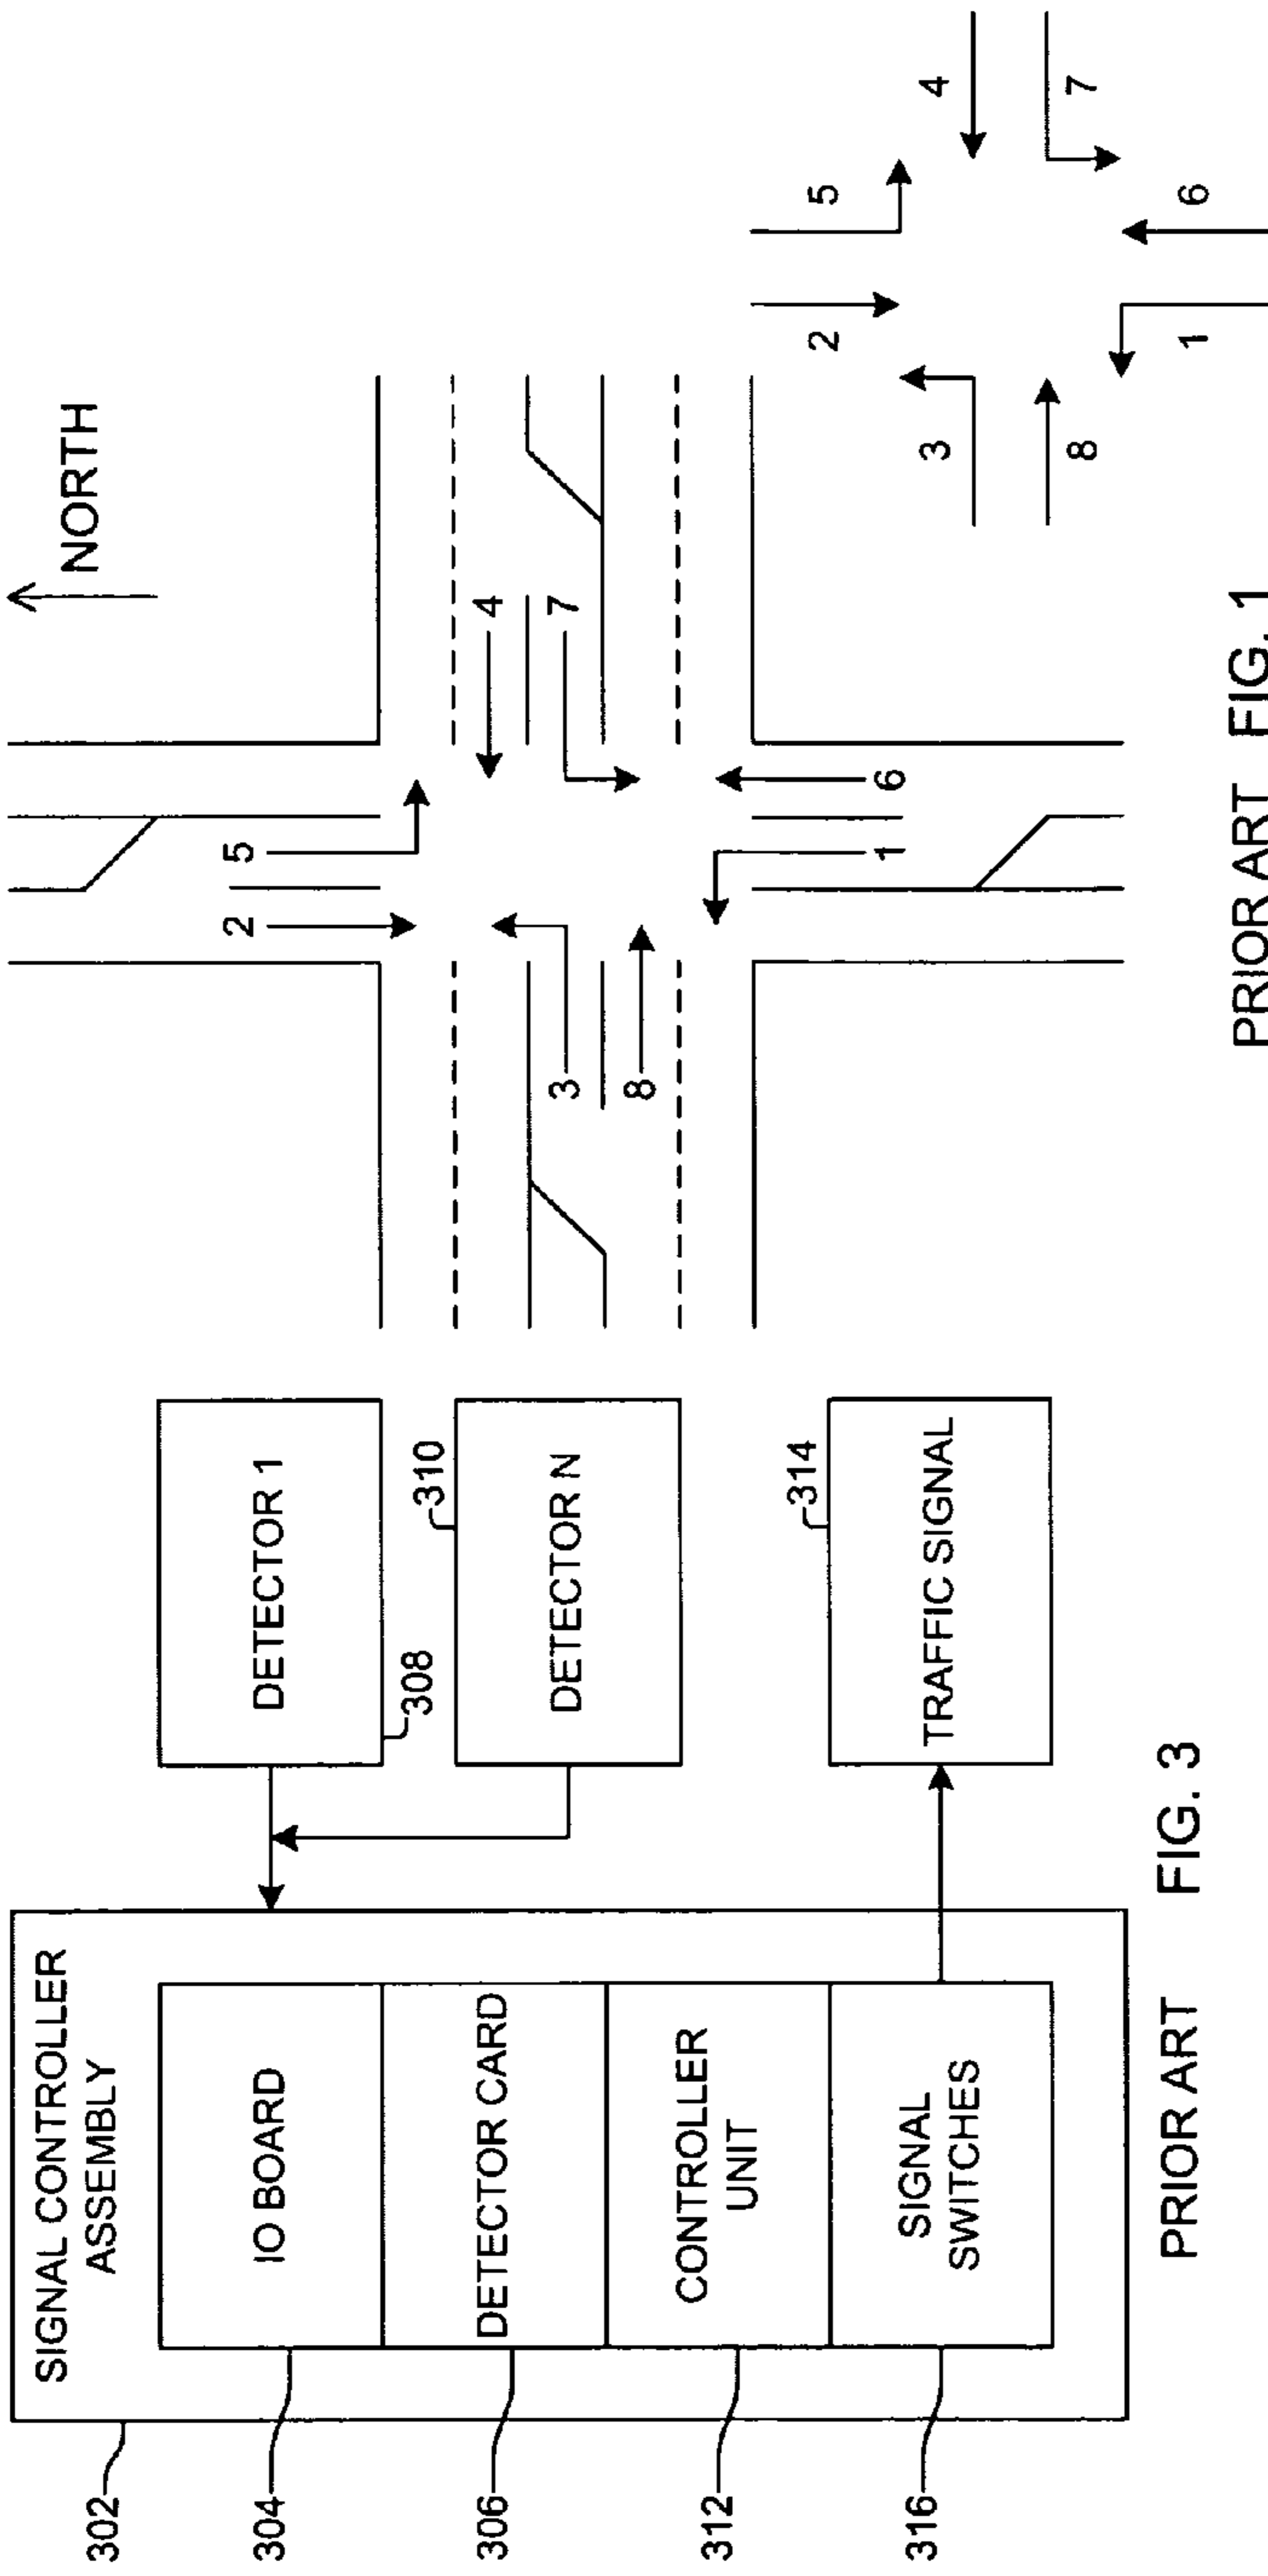 SIGNAL CONTROLLER
ASSEMBLY
302
IO BOARD
304
DETECTOR CARD
306
CONTROLLER
UNIT
312
SIGNAL
SWITCHES
316
DETECTOR 1
308
DETECTOR N
310
TRAFFIC SIGNAL
314
PRIOR ART FIG. 3
NORTH
2 5
4
3 7
8
1 6
2 5
3 4
8 7
1 6
PRIOR ART FIG. 1